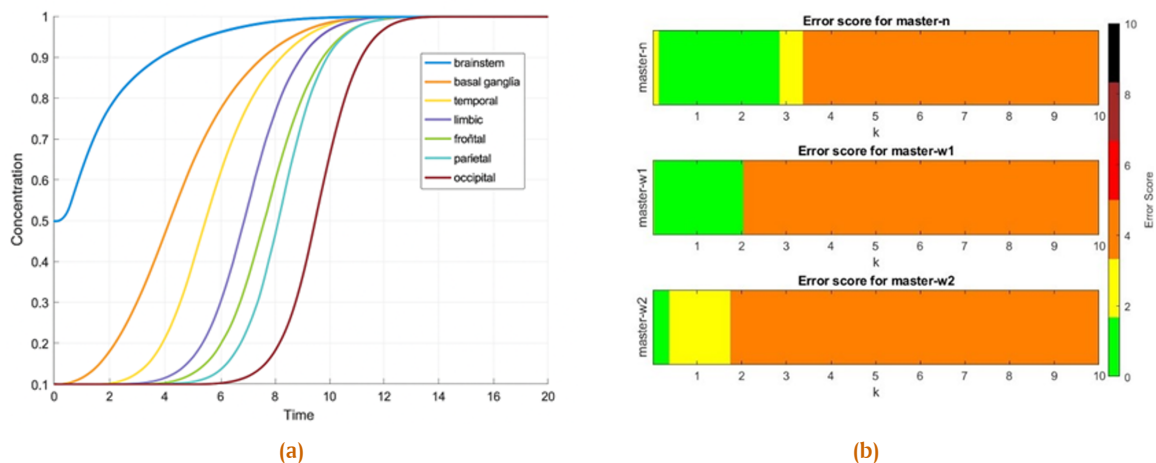 1
0.9
0.8
0.7
0.6
0.5
0.4
0.3
0.2
0.1
Concentration
0 2 4 6 8 10 12 14 16 18 20
Time
brainstem
basal ganglia
temporal
limbic
froñtal
parietal
occipital
(a)
Error score for master-n
master-n
1 2 3 4 5 6 7 8 9 10
k
Error score for master-w1
master-w1
1 2 3 4 5 6 7 8 9 10
k
Error score for master-w2
master-w2
1 2 3 4 5 6 7 8 9 10
k
10
8
6
4
2
0
Error Score
(b)